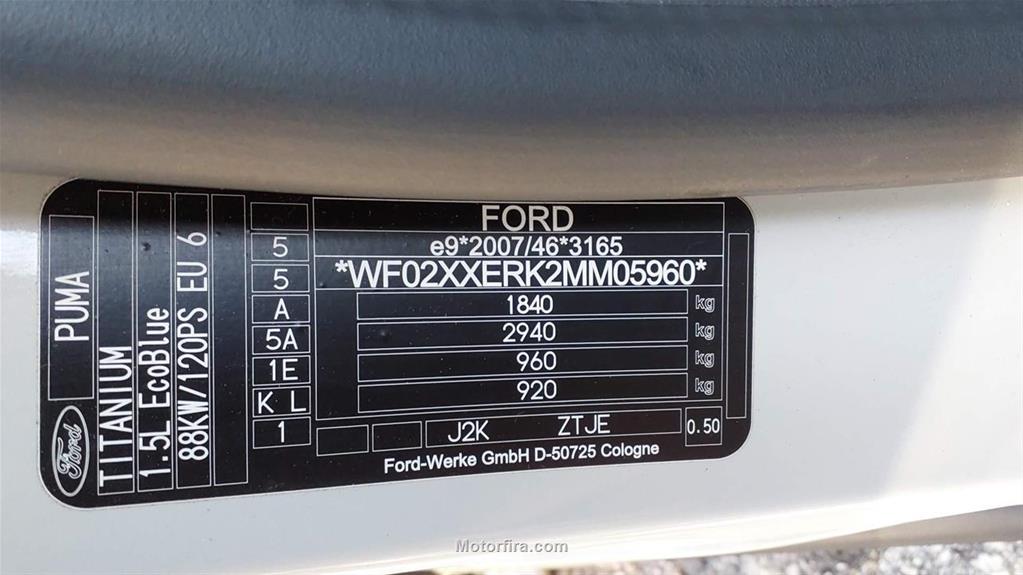 FORD
e9*2007/46*3165
*WF02XXERK2MM05960*
1840 kg
2940 kg
960 kg
920 kg
J2K ZTJE 0.50
Ford-Werke GmbH D-50725 Cologne
5
5
A
5A
1E
K L
1
PUMA
Ford
TITANIUM
1.5L EcoBlue
88KW/120PS EU 6
Motorfira.com